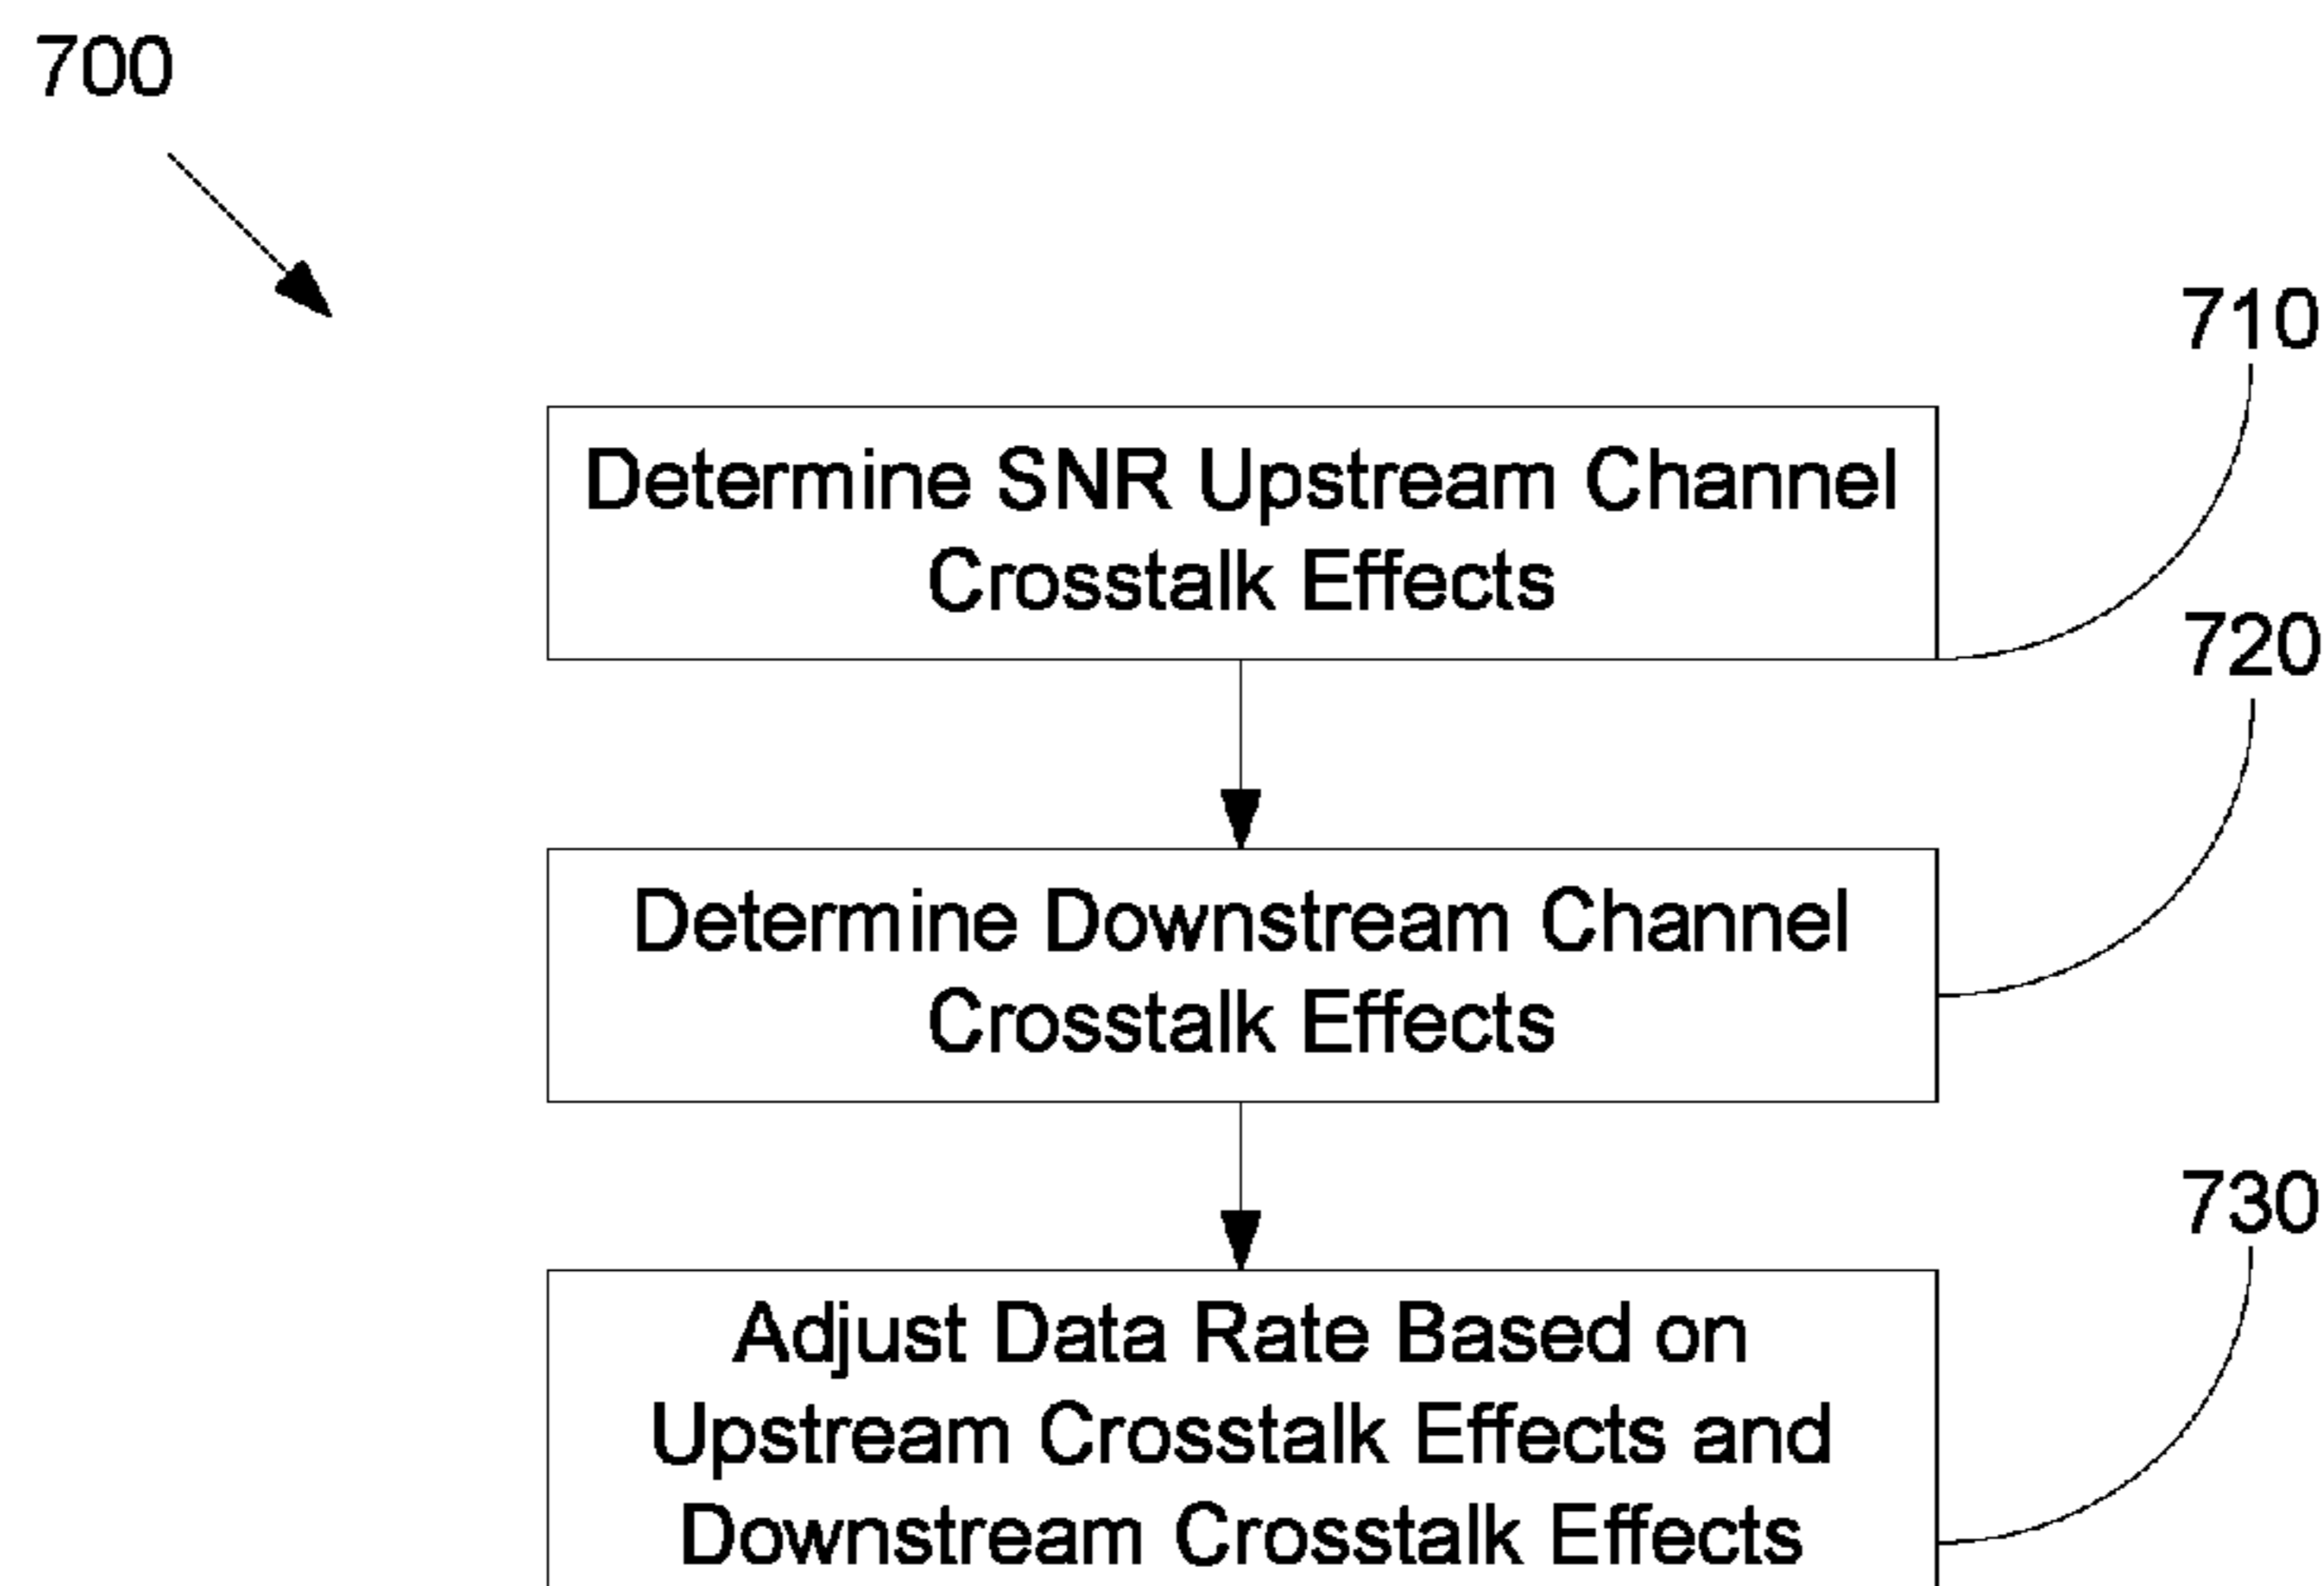 700
710
Determine SNR Upstream Channel
Crosstalk Effects
720
Determine Downstream Channel
Crosstalk Effects
730
Adjust Data Rate Based on
Upstream Crosstalk Effects and
Downstream Crosstalk Effects